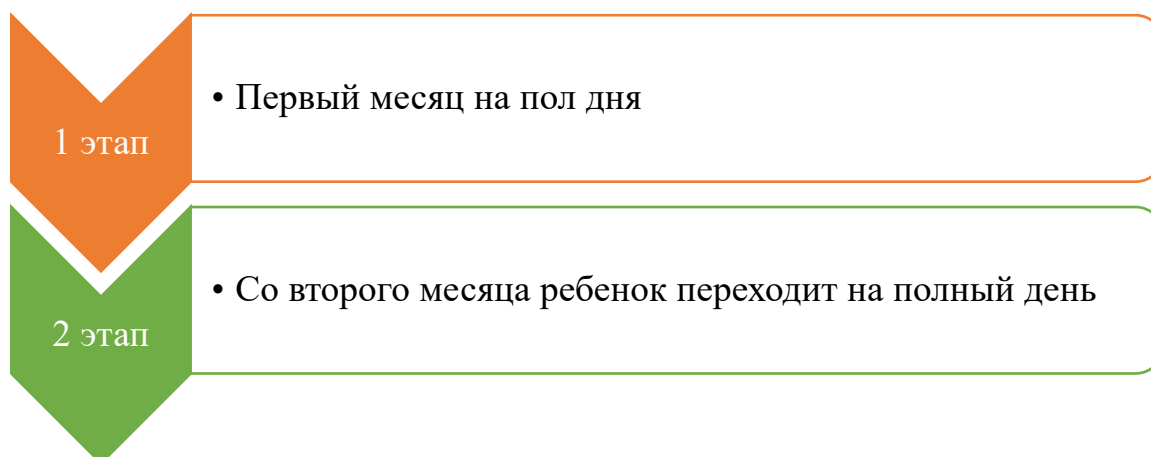 1 этап
• Первый месяц на пол дня
2 этап
• Со второго месяца ребенок переходит на полный день